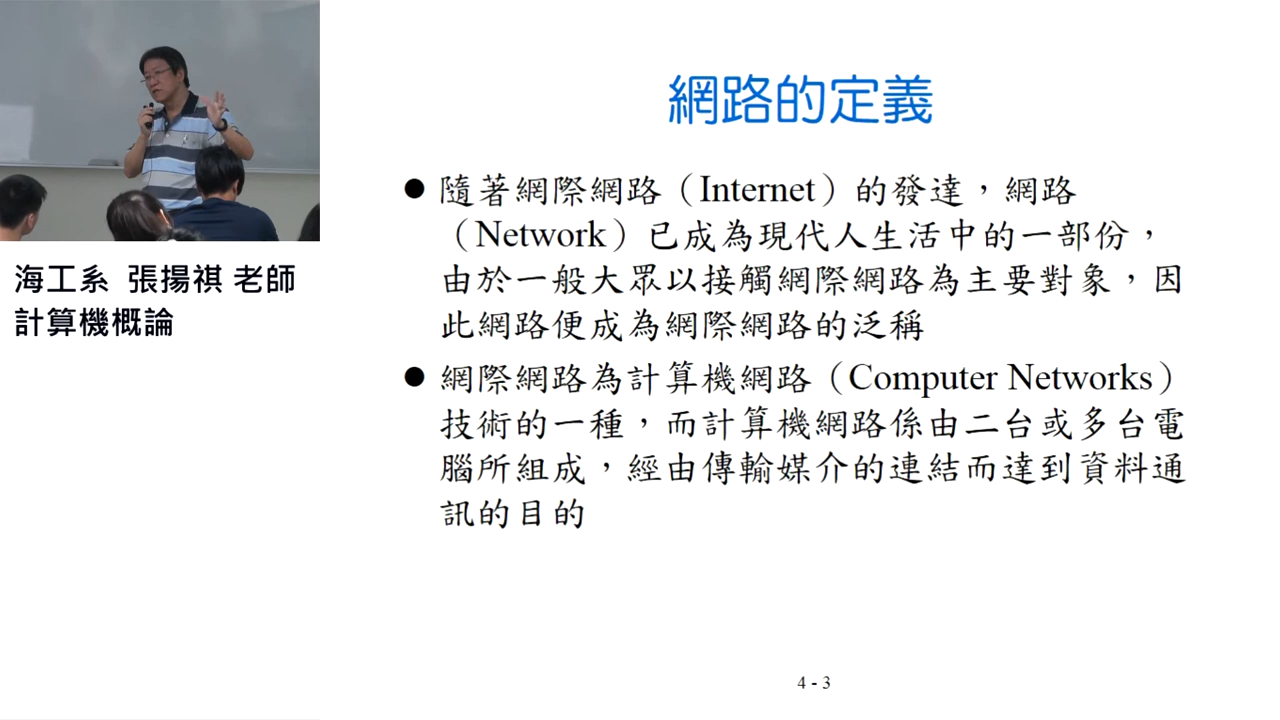 海工系 張揚祺 老師
計算機概論
網路的定義
● 隨著網際網路（Internet）的發達，網路
（Network）已成為現代人生活中的一部份，
由於一般大眾以接觸網際網路為主要對象，因
此網路便成為網際網路的泛稱
● 網際網路為計算機網路（Computer Networks）
技術的一種，而計算機網路係由二台或多台電
腦所組成，經由傳輸媒介的連結而達到資料通
訊的目的
4 - 3